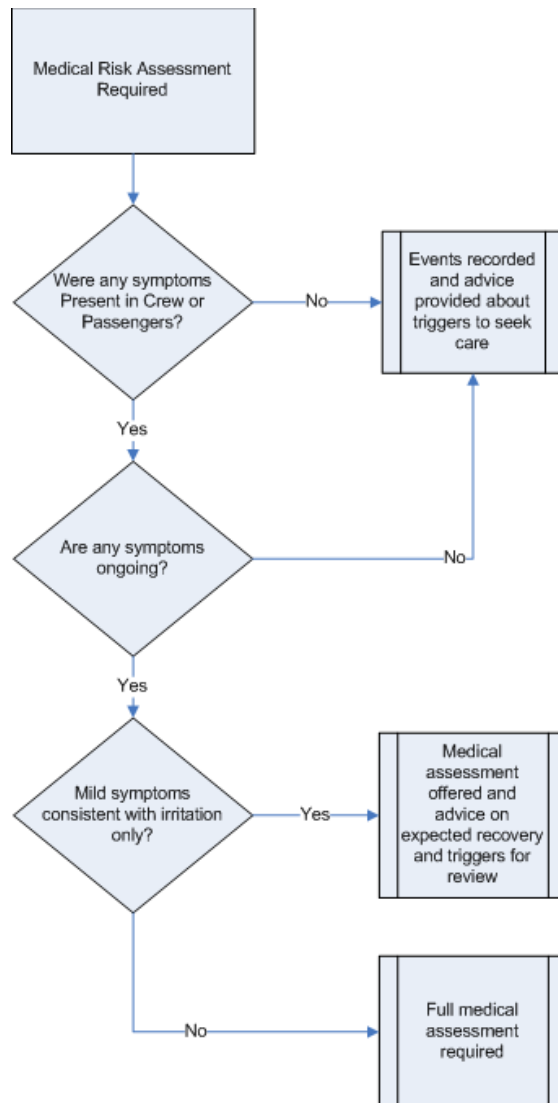 Medical Risk Assessment
Required
Were any symptoms
Present in Crew or
Passengers?
No
Events recorded
and advice
provided about
triggers to seek
care
Yes
Are any symptoms
ongoing?
No
Yes
Mild symptoms
consistent with irritation
only?
Yes
Medical
assessment
offered and
advice on
expected recovery
and triggers for
review
No
Full medical
assessment
required